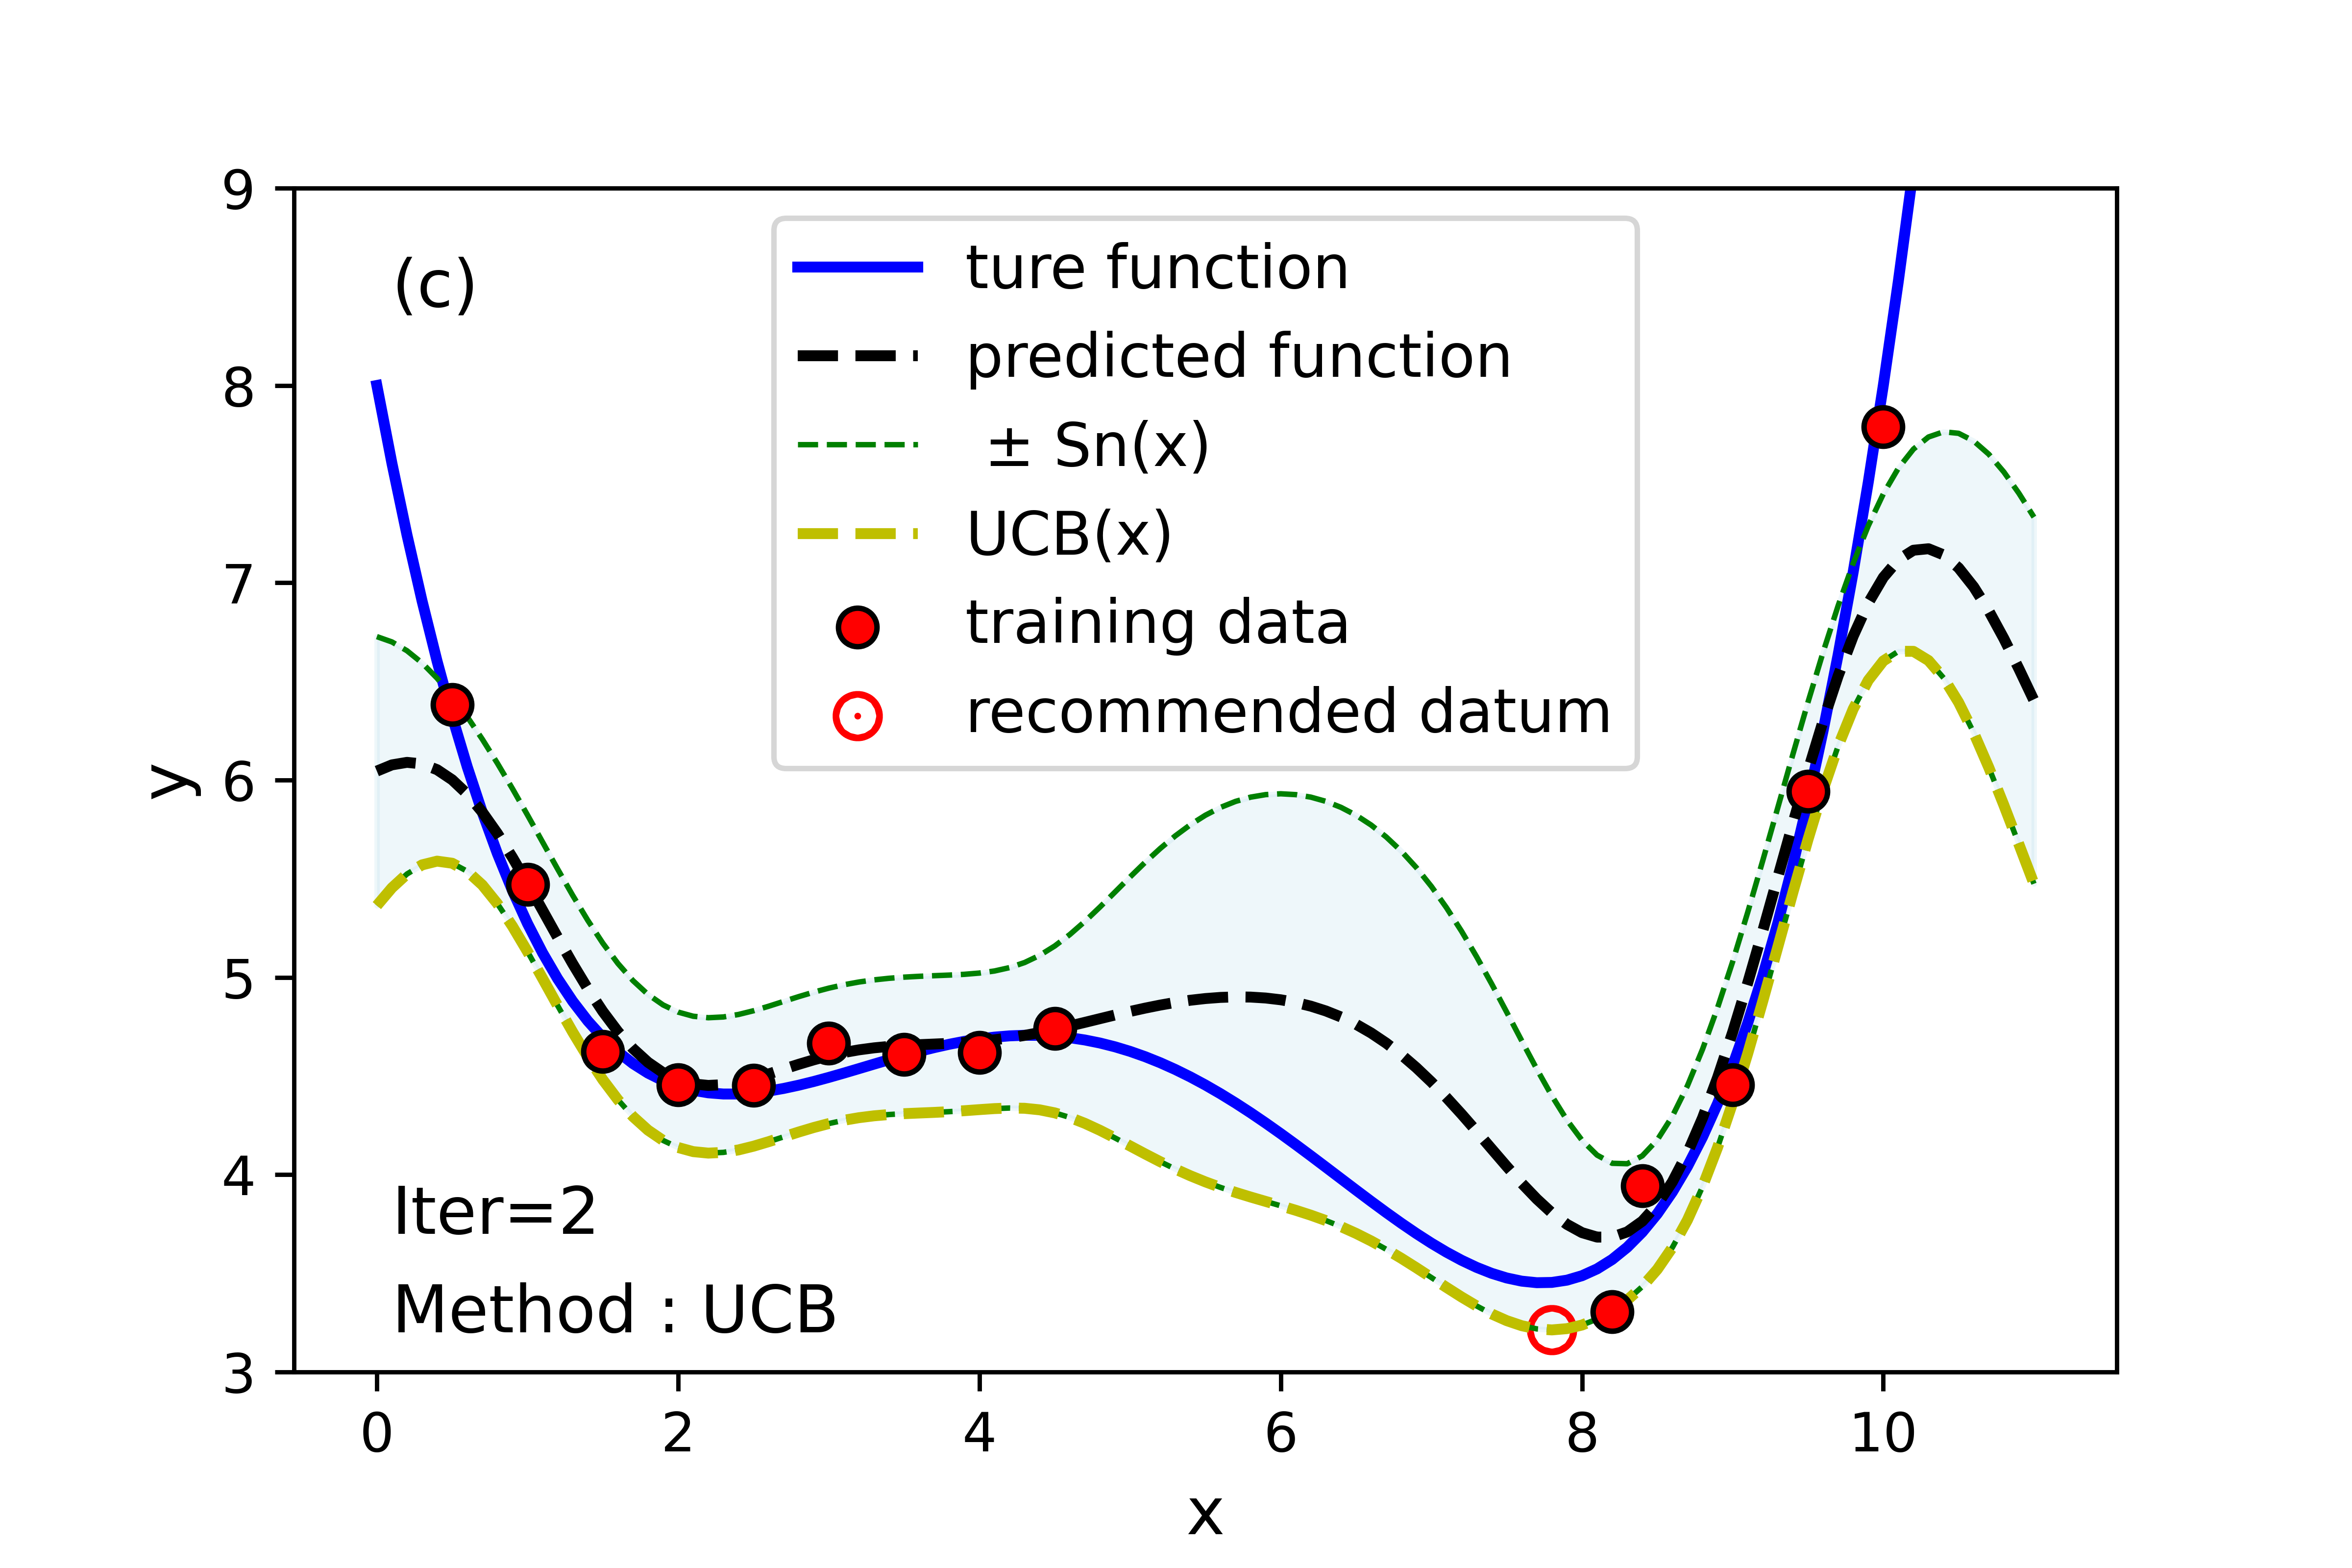 (c)
ture function
predicted function
± Sn(x)
UCB(x)
training data
recommended datum
Iter=2
Method : UCB
y
9
8
7
6
5
4
3
0 2 4 6 8 10
x